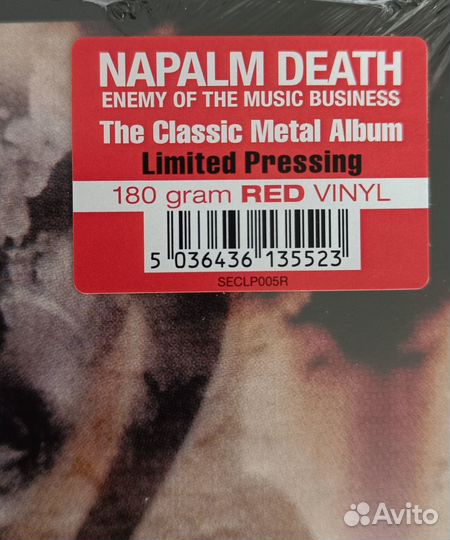 NAPALM DEATH
ENEMY OF THE MUSIC BUSINESS
The Classic Metal Album
Limited Pressing
180 gram RED VINYL
5 036436 135523
SECLP005R
Avito